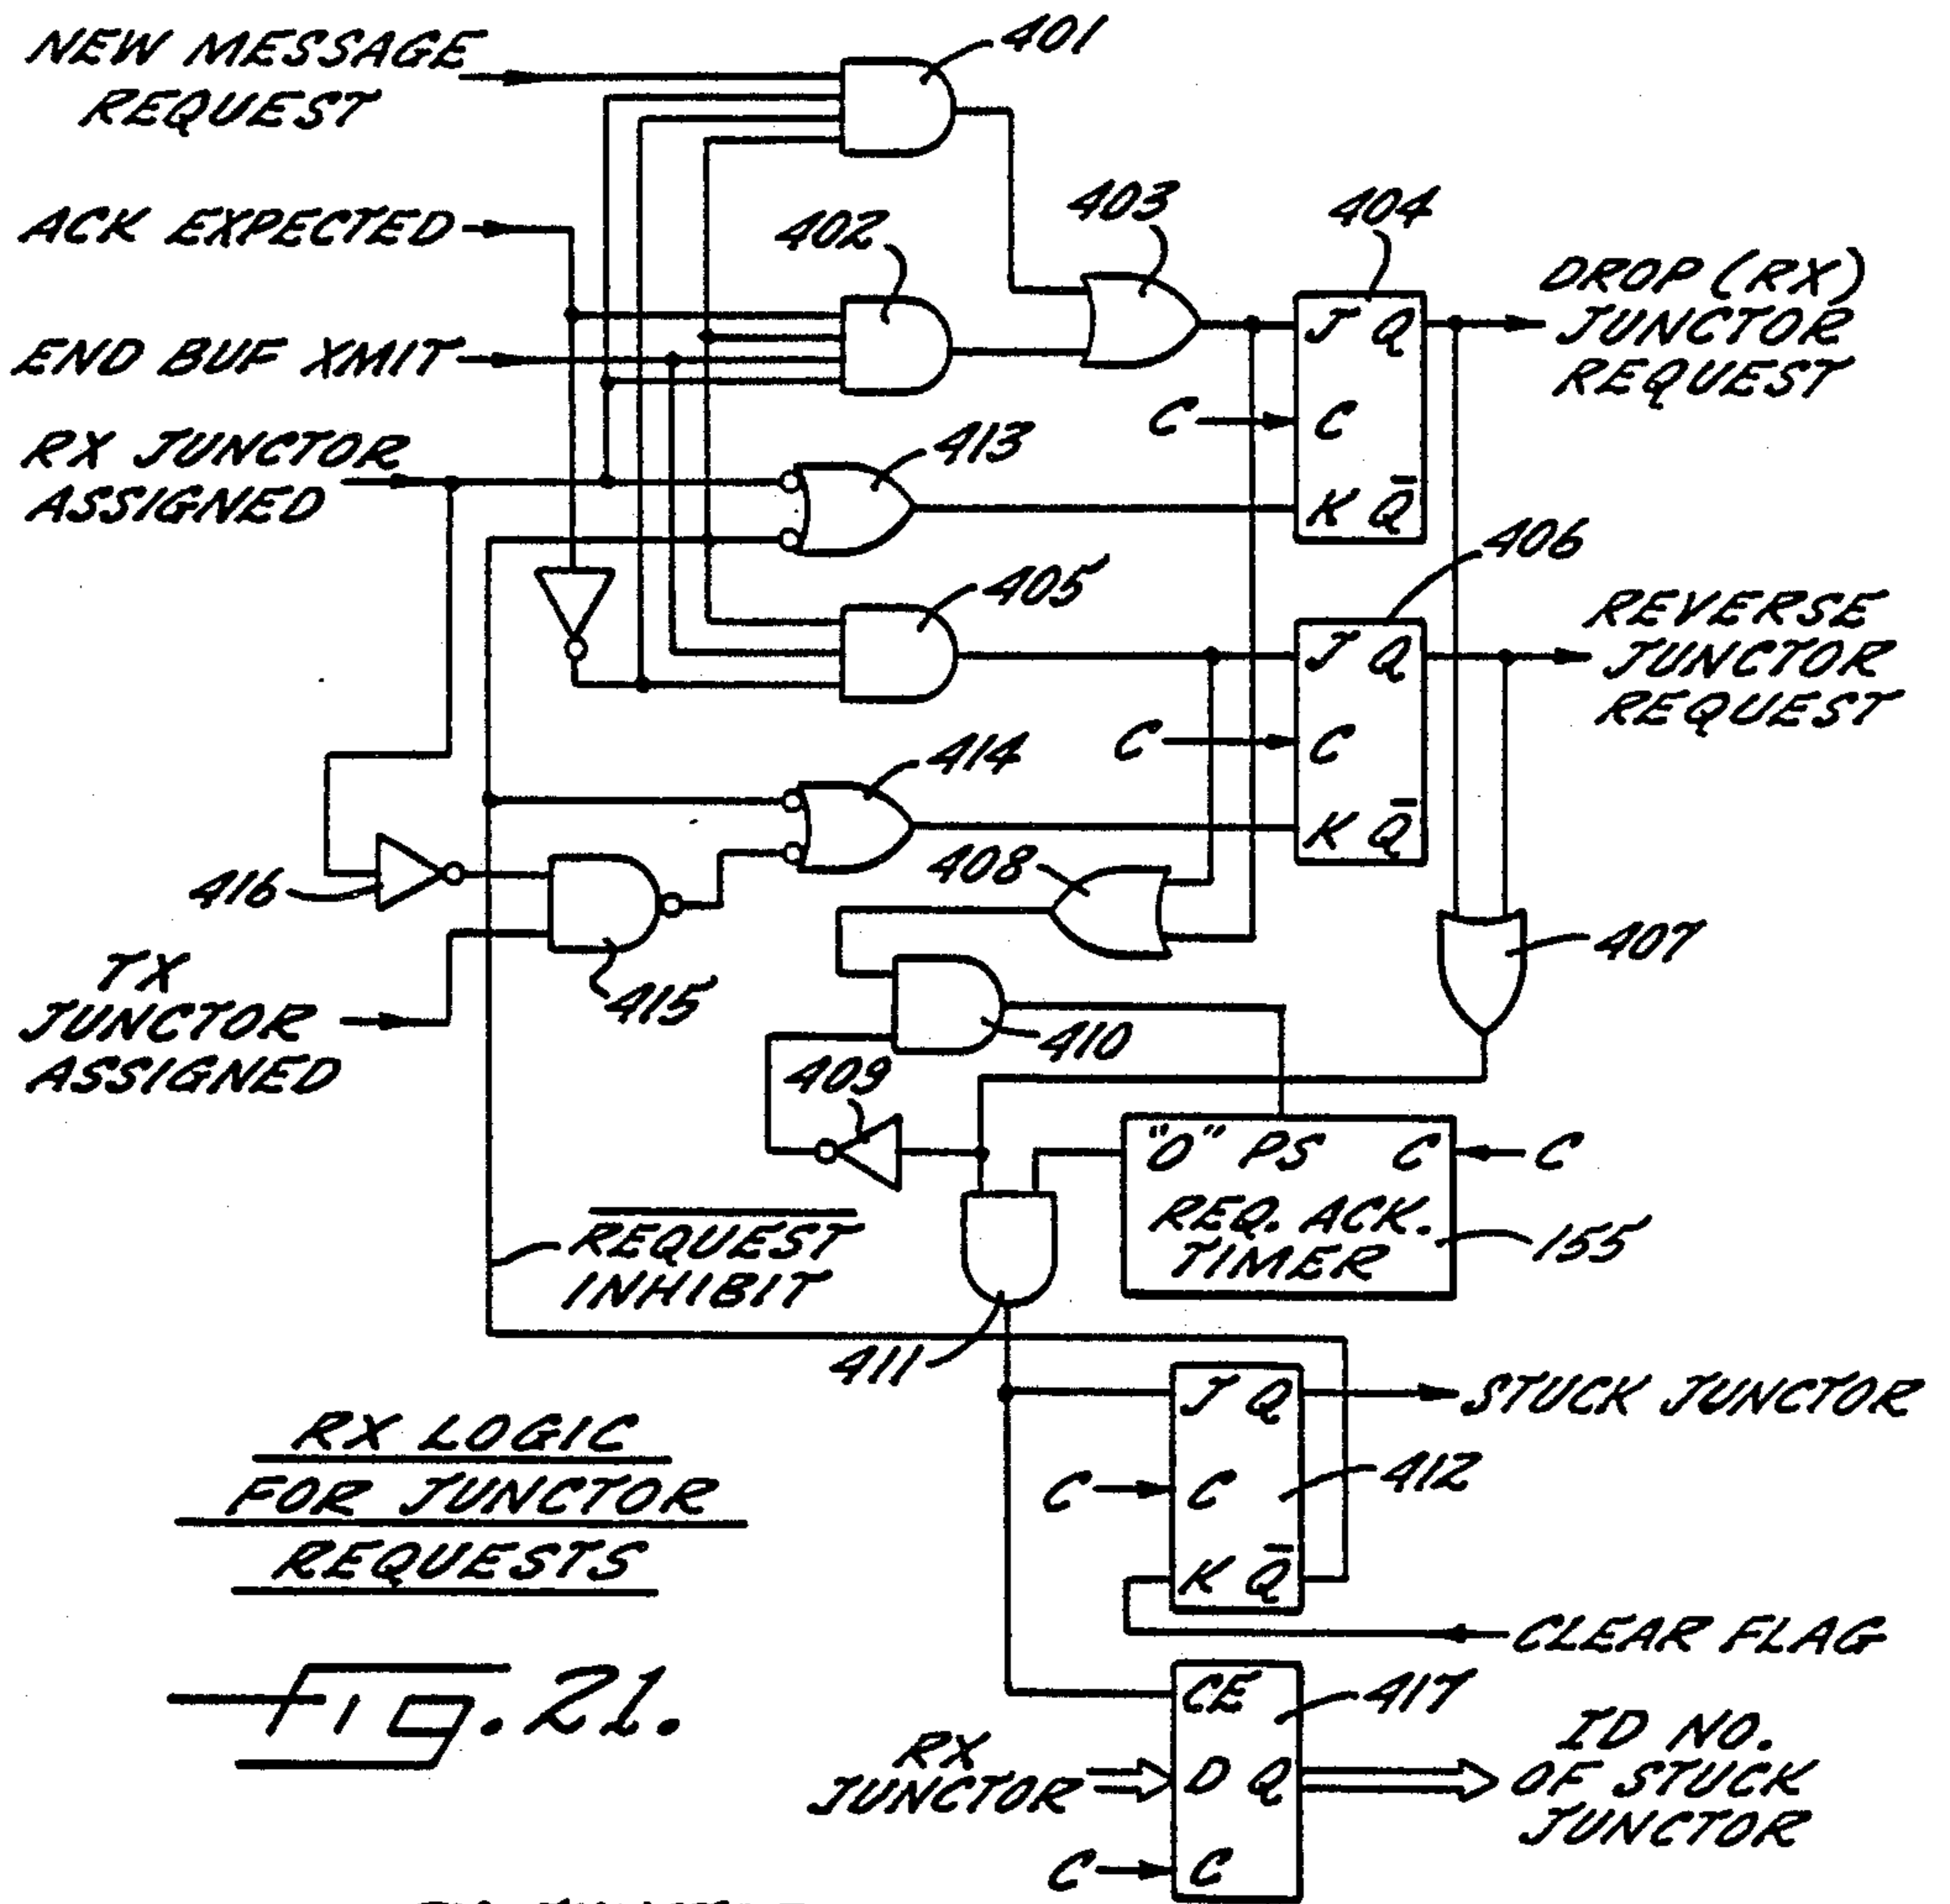 NEW MESSAGE
REQUEST
401
ACK EXPECTED
402
403
404
DROP (RX)
JUNCTOR
REQUEST
END BUF XMIT
J Q
C C
K Q̅
RX JUNCTOR
ASSIGNED
413
406
405
REVERSE
JUNCTOR
REQUEST
J Q
C C
K Q̅
414
416
408
407
TX
JUNCTOR
ASSIGNED
415
410
409
"0" PS C C
REQ. ACK.
TIMER
155
REQUEST
INHIBIT
411
J Q STUCK JUNCTOR
C C
412
K Q̅
CLEAR FLAG
RX LOGIC
FOR JUNCTOR
REQUESTS
CE
417
RX
JUNCTOR
D Q
ID NO.
OF STUCK
JUNCTOR
C C
FIG. 21.